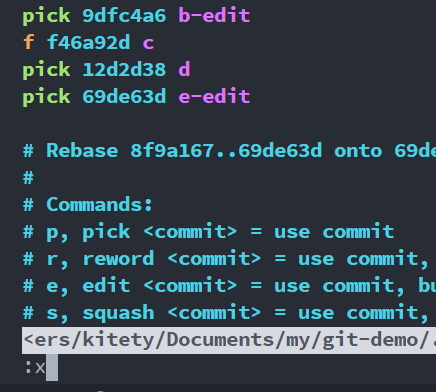 pick 9dfc4a6 b-edit
f f46a92d c
pick 12d2d38 d
pick 69de63d e-edit
# Rebase 8f9a167..69de63d onto 69de
#
# Commands:
# p, pick <commit> = use commit
# r, reword <commit> = use commit,
# e, edit <commit> = use commit, bu
# s, squash <commit> = use commit,
<ers/kitety/Documents/my/git-demo/.
:x